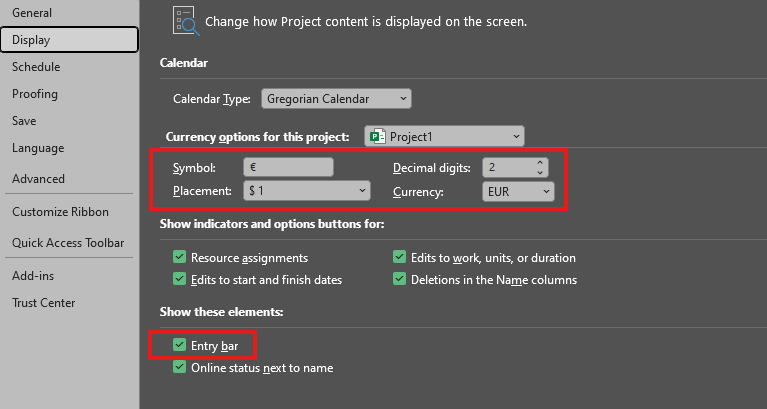 General
Display
Schedule
Proofing
Save
Language
Advanced
Customize Ribbon
Quick Access Toolbar
Add-ins
Trust Center
Change how Project content is displayed on the screen.
Calendar
Calendar Type: Gregorian Calendar
Currency options for this project: Project1
Symbol: € Decimal digits: 2
Placement: $ 1 Currency: EUR
Show indicators and options buttons for:
Resource assignments Edits to work, units, or duration
Edits to start and finish dates Deletions in the Name columns
Show these elements:
Entry bar
Online status next to name